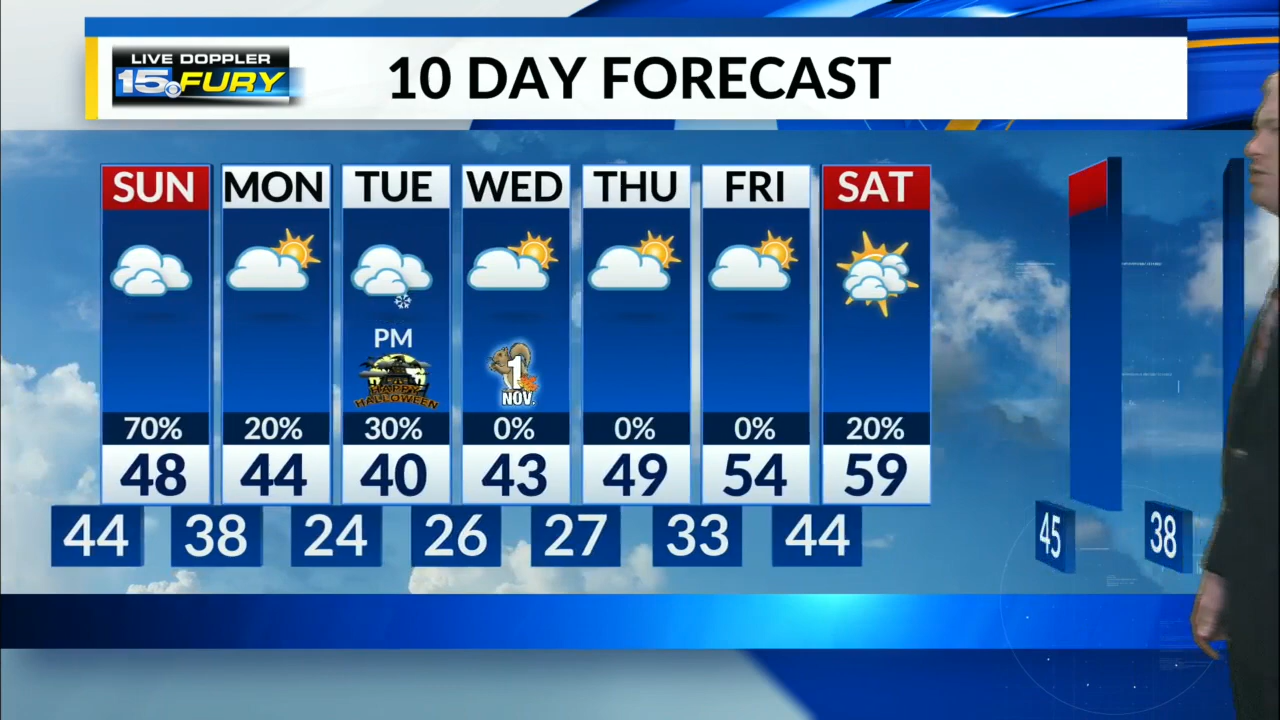 LIVE DOPPLER
15 FURY
10 DAY FORECAST
SUN MON TUE WED THU FRI SAT
PM
HAPPY
HALLOWEEN
1
NOV.
70% 20% 30% 0% 0% 0% 20%
48 44 40 43 49 54 59
44 38 24 26 27 33 44 45 38